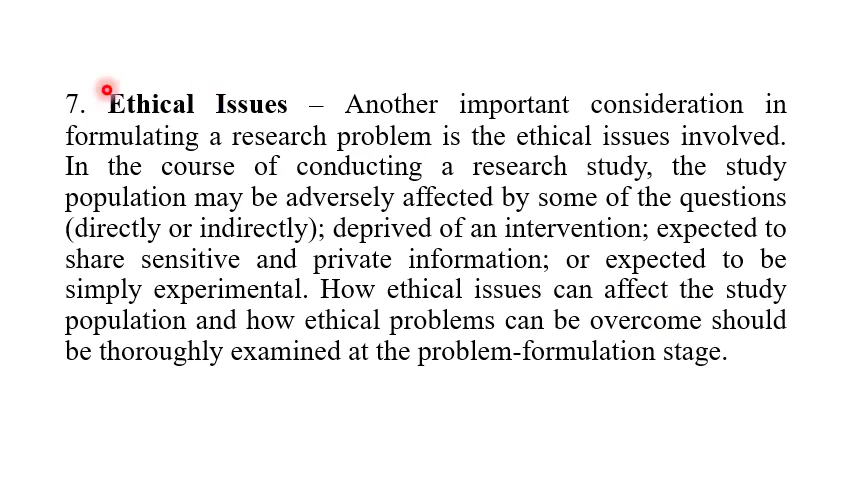 7. Ethical Issues – Another important consideration in
formulating a research problem is the ethical issues involved.
In the course of conducting a research study, the study
population may be adversely affected by some of the questions
(directly or indirectly); deprived of an intervention; expected to
share sensitive and private information; or expected to be
simply experimental. How ethical issues can affect the study
population and how ethical problems can be overcome should
be thoroughly examined at the problem-formulation stage.